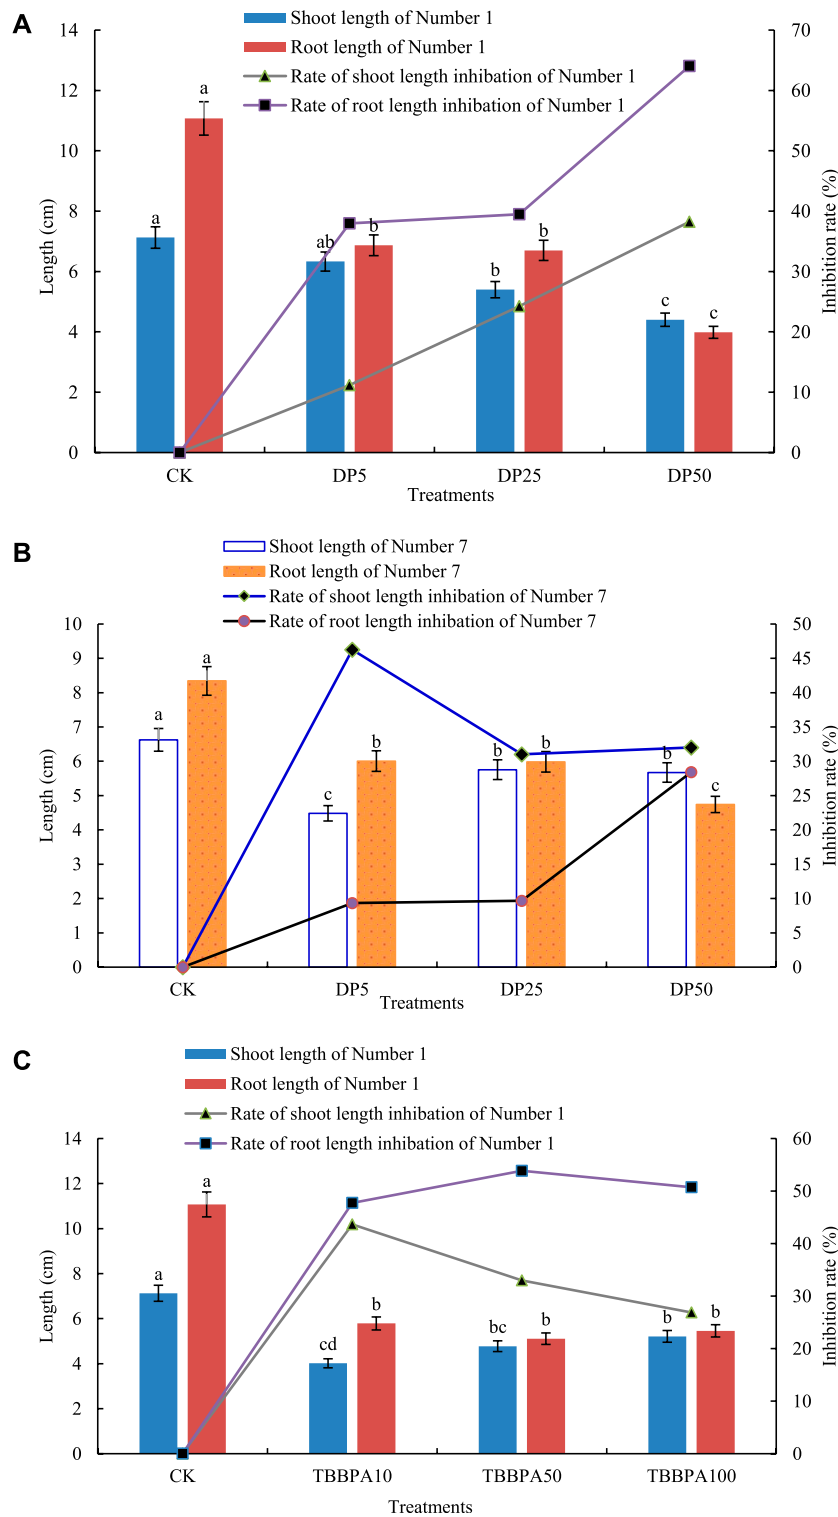 A
Shoot length of Number 1
Root length of Number 1
Rate of shoot length inhibation of Number 1
Rate of root length inhibation of Number 1
14
12
10
8
6
4
2
0
Length (cm)
70
60
50
40
30
20
10
0
Inhibition rate (%)
a
a
ab
b
b
b
c
c
CK
DP5
DP25
DP50
Treatments
B
Shoot length of Number 7
Root length of Number 7
Rate of shoot length inhibation of Number 7
Rate of root length inhibation of Number 7
10
9
8
7
6
5
4
3
2
1
0
Length (cm)
50
45
40
35
30
25
20
15
10
5
0
Inhibition rate (%)
a
a
c
b
b
b
b
c
CK
DP5
DP25
DP50
Treatments
C
Shoot length of Number 1
Root length of Number 1
Rate of shoot length inhibation of Number 1
Rate of root length inhibation of Number 1
14
12
10
8
6
4
2
0
Length (cm)
60
50
40
30
20
10
0
Inhibition rate (%)
a
a
cd
b
bc
b
b
b
CK
TBBPA10
TBBPA50
TBBPA100
Treatments